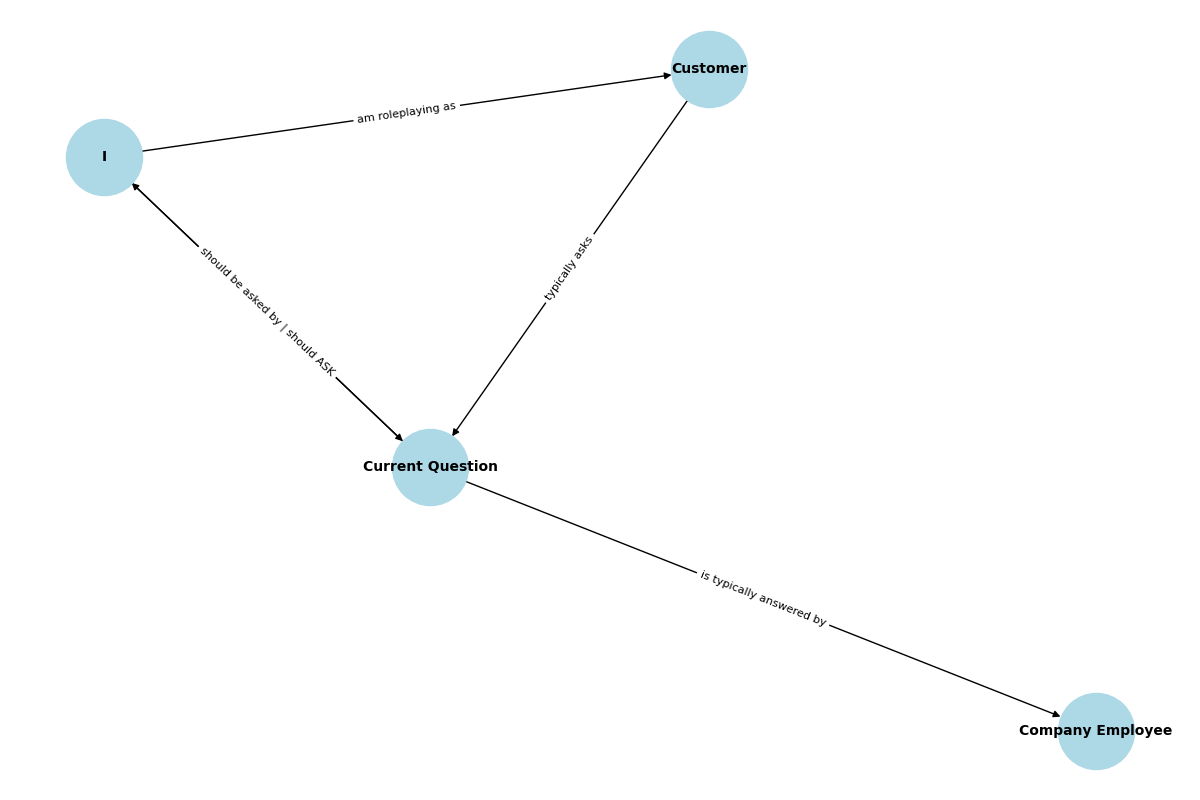 Customer
am roleplaying as
I
typically asks
should be asked by | should ASK
Current Question
is typically answered by
Company Employee